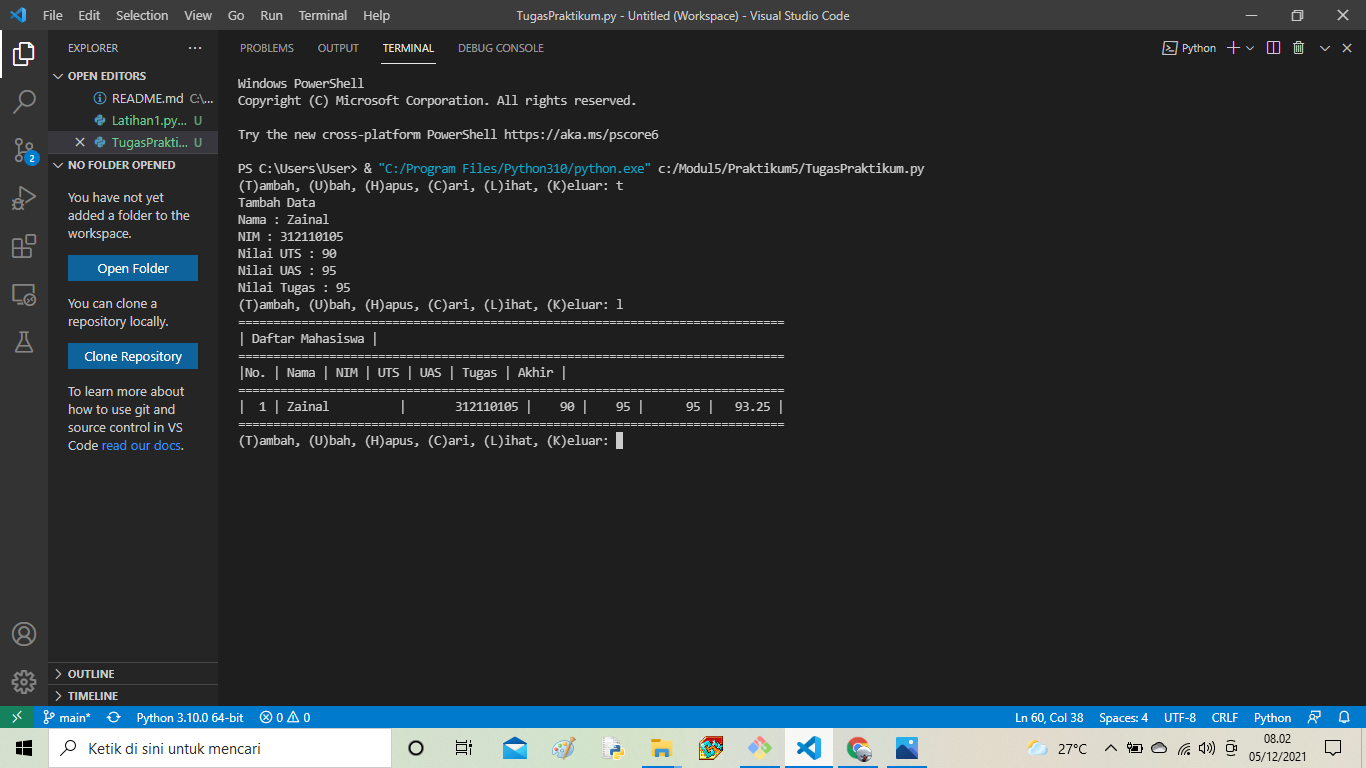 File Edit Selection View Go Run Terminal Help TugasPraktikum.py - Untitled (Workspace) - Visual Studio Code
EXPLORER ...
OPEN EDITORS
README.md C:\...
Latihan1.py... U
TugasPrakti... U
NO FOLDER OPENED
You have not yet
added a folder to the
workspace.
Open Folder
You can clone a
repository locally.
Clone Repository
To learn more about
how to use git and
source control in VS
Code read our docs.
OUTLINE
TIMELINE
2
PROBLEMS OUTPUT TERMINAL DEBUG CONSOLE Python
Windows PowerShell
Copyright (C) Microsoft Corporation. All rights reserved.
Try the new cross-platform PowerShell https://aka.ms/pscore6
PS C:\Users\User> & "C:/Program Files/Python310/python.exe" c:/Modul5/Praktikum5/TugasPraktikum.py
(T)ambah, (U)bah, (H)apus, (C)ari, (L)ihat, (K)eluar: t
Tambah Data
Nama : Zainal
NIM : 312110105
Nilai UTS : 90
Nilai UAS : 95
Nilai Tugas : 95
(T)ambah, (U)bah, (H)apus, (C)ari, (L)ihat, (K)eluar: l
==============================================================================
| Daftar Mahasiswa |
==============================================================================
|No. | Nama | NIM | UTS | UAS | Tugas | Akhir |
==============================================================================
|  1 | Zainal          |       312110105 |    90 |    95 |      95 |   93.25 |
==============================================================================
(T)ambah, (U)bah, (H)apus, (C)ari, (L)ihat, (K)eluar:
main* Python 3.10.0 64-bit 0 0 Ln 60, Col 38 Spaces: 4 UTF-8 CRLF Python
Ketik di sini untuk mencari 27°C 08.02
05/12/2021